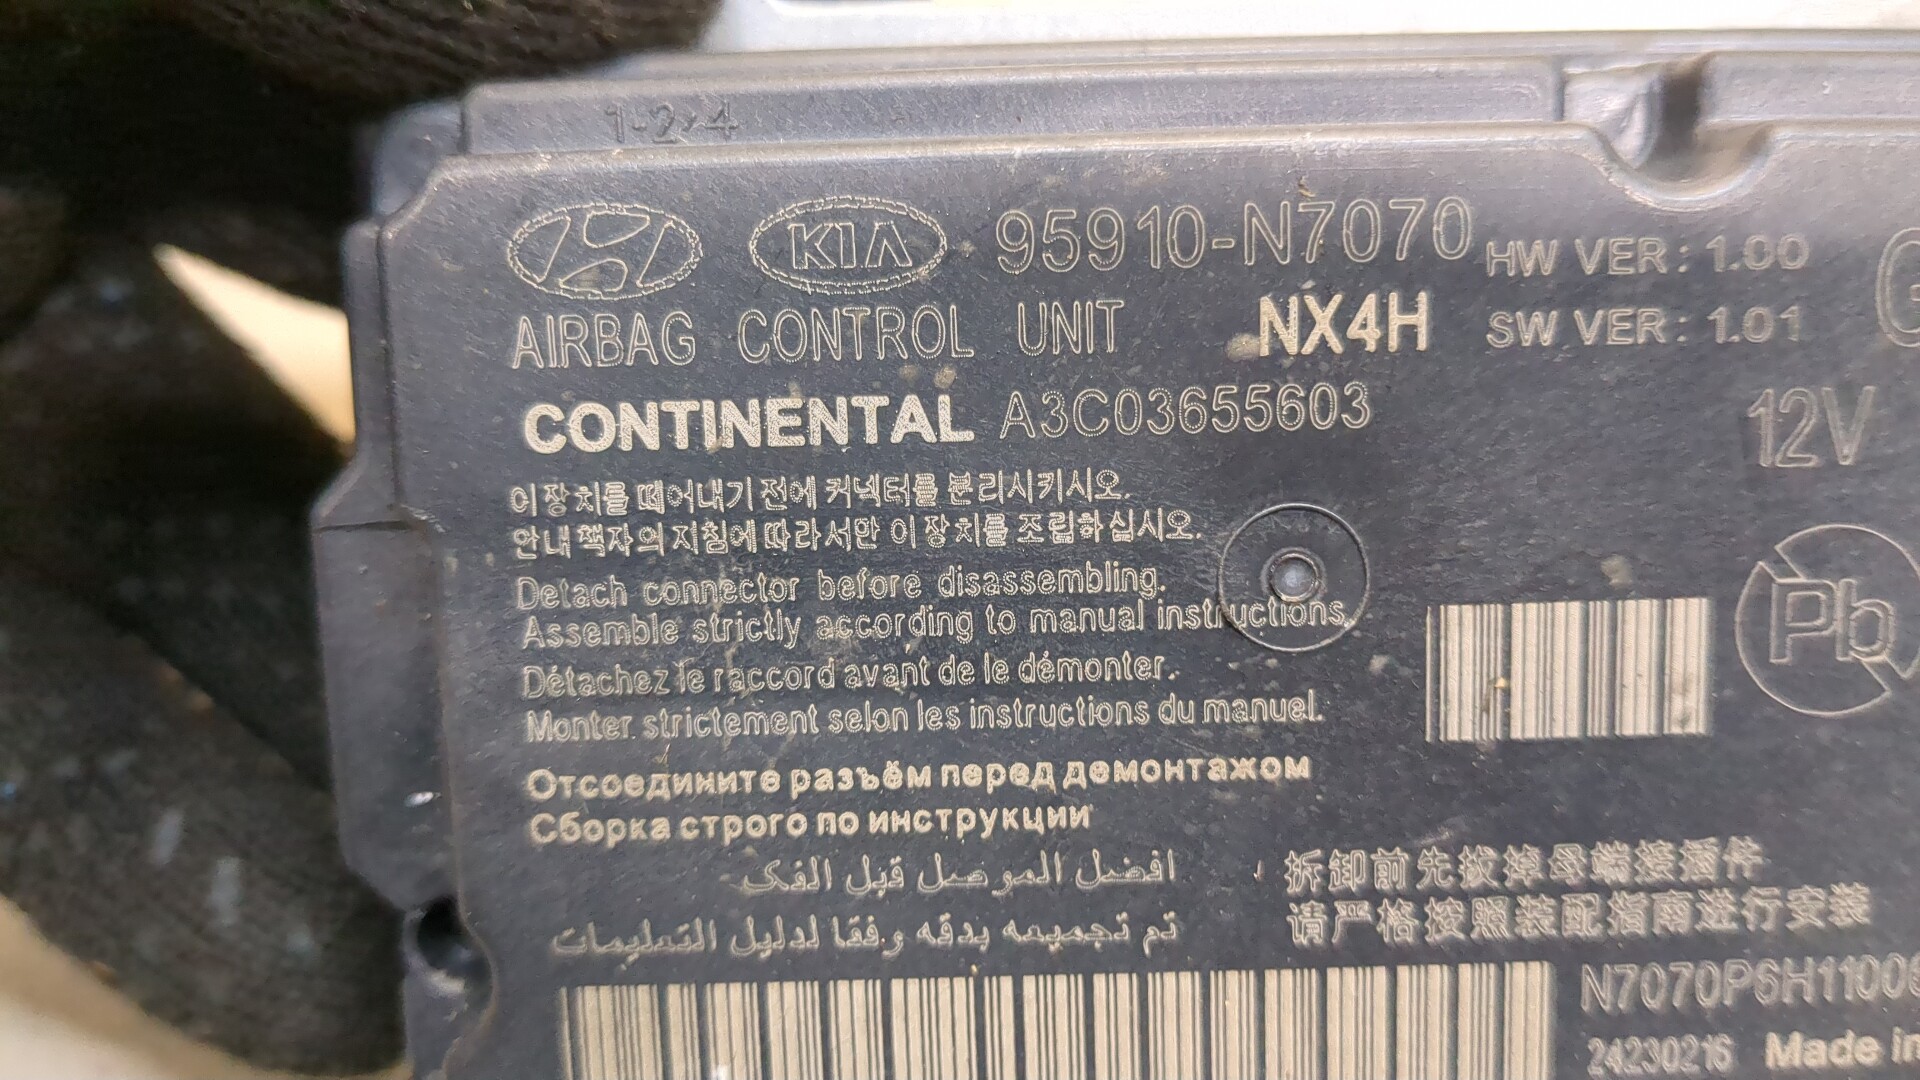 1-2,4
KIA 95910-N7070 HW VER : 1.00
AIRBAG CONTROL UNIT NX4H SW VER : 1.01
CONTINENTAL A3C03655603
12V
이 장치를 떼어내기 전에 커넥터를 분리시키시오.
안내 책자의 지침에 따라서만 이 장치를 조립하십시오.
Detach connector before disassembling.
Assemble strictly according to manual instructions.
Pb
Détachez le raccord avant de le démonter.
Monter strictement selon les instructions du manuel.
Отсоедините разъём перед демонтажом
Сборка строго по инструкции
افضل الموصل قبل الفك
تم تجميعه بدقه وفقا لدليل التعليمات
拆卸前先拔掉母端接插件
请严格按照装配指南进行安装
N7070P6H1100
24230216 Made in